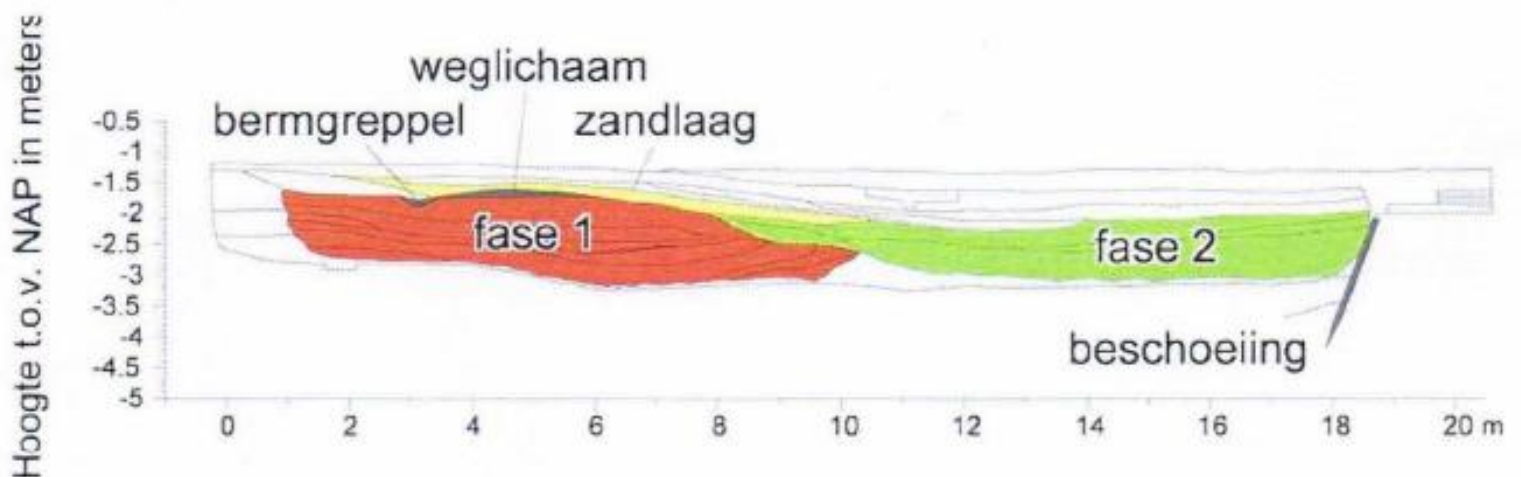 Hoogte t.o.v. NAP in meters
weglichaam
bermgreppel
zandlaag
-0.5
-1
-1.5
-2
-2.5
-3
-3.5
-4
-4.5
-5
fase 1
fase 2
beschoeiing
0 2 4 6 8 10 12 14 16 18 20 m